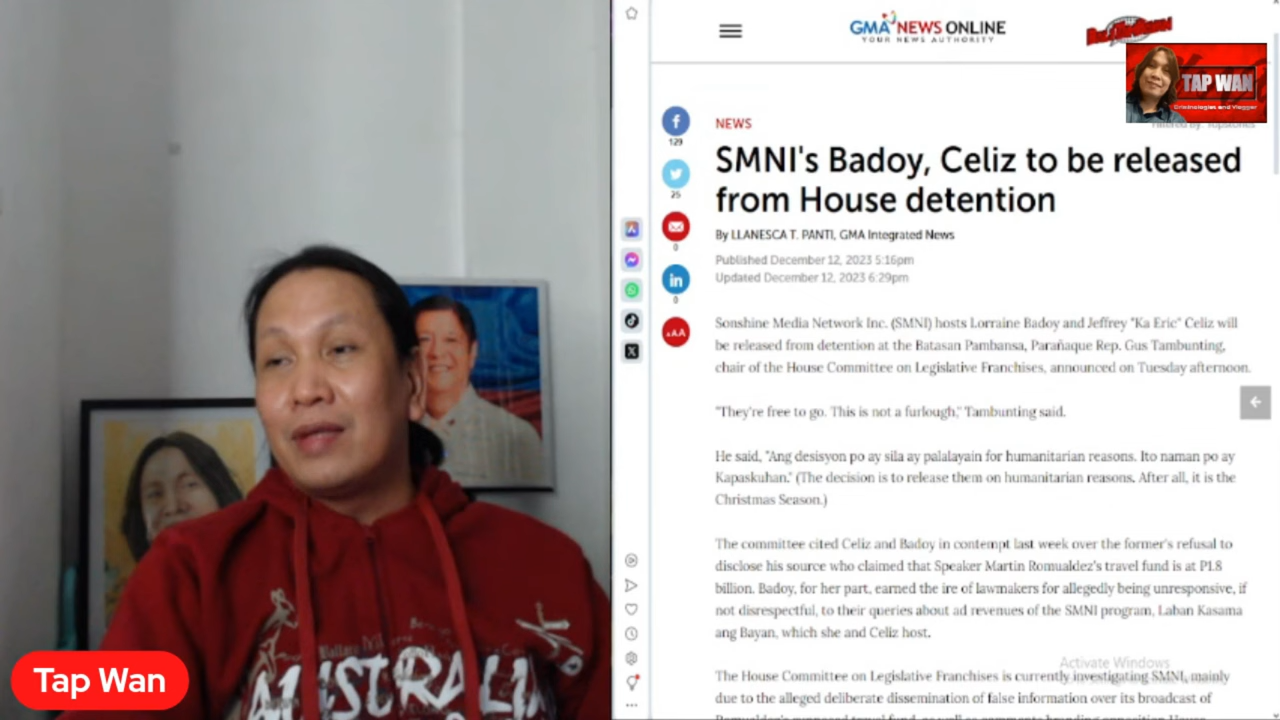 GMA NEWS ONLINE
YOUR NEWS AUTHORITY
TAP WAN
NEWS
SMNI's Badoy, Celiz to be released
from House detention
By LLANESCA T. PANTI, GMA Integrated News
Published December 12, 2023 5:16pm
Updated December 12, 2023 6:29pm
129
25
0
in
0
AAA
Sonshine Media Network Inc. (SMNI) hosts Lorraine Badoy and Jeffrey "Ka Eric" Celiz will
be released from detention at the Batasan Pambansa, Parañaque Rep. Gus Tambunting,
chair of the House Committee on Legislative Franchises, announced on Tuesday afternoon.
"They're free to go. This is not a furlough," Tambunting said.
He said, "Ang desisyon po ay sila ay palalayain for humanitarian reasons. Ito naman po ay
Kapaskuhan." (The decision is to release them on humanitarian reasons. After all, it is the
Christmas Season.)
The committee cited Celiz and Badoy in contempt last week over the former's refusal to
disclose his source who claimed that Speaker Martin Romualdez's travel fund is at P1.8
billion. Badoy, for her part, earned the ire of lawmakers for allegedly being unresponsive, if
not disrespectful, to their queries about ad revenues of the SMNI program, Laban Kasama
ang Bayan, which she and Celiz host.
Activate Windows
The House Committee on Legislative Franchises is currently investigating SMNI, mainly
due to the alleged deliberate dissemination of false information over its broadcast of
AUSTRALIA
Tap Wan